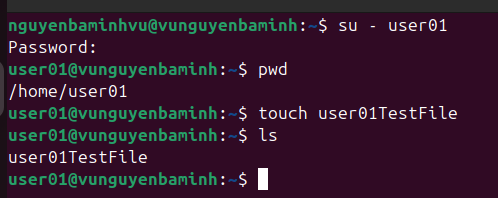 nguyenbaminhvu@vunguyenbaminh:~$ su - user01
Password:
user01@vunguyenbaminh:~$ pwd
/home/user01
user01@vunguyenbaminh:~$ touch user01TestFile
user01@vunguyenbaminh:~$ ls
user01TestFile
user01@vunguyenbaminh:~$